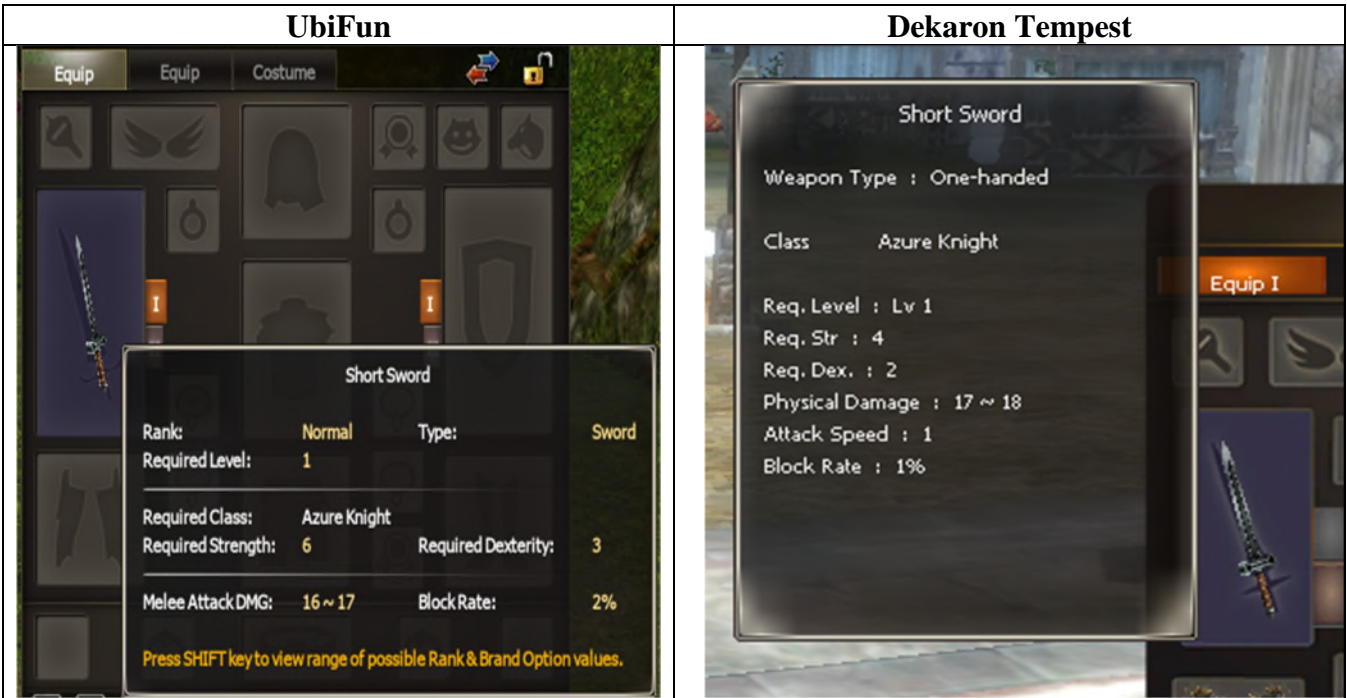 UbiFun
Dekaron Tempest
Equip Equip Costume
I I
Short Sword
Rank: Normal Type: Sword
Required Level: 1
Required Class: Azure Knight
Required Strength: 6 Required Dexterity: 3
Melee Attack DMG: 16 ~ 17 Block Rate: 2%
Press SHIFT key to view range of possible Rank & Brand Option values.
Short Sword
Weapon Type : One-handed
Class Azure Knight
Req. Level : Lv 1
Req. Str : 4
Req. Dex. : 2
Physical Damage : 17 ~ 18
Attack Speed : 1
Block Rate : 1%
Equip I